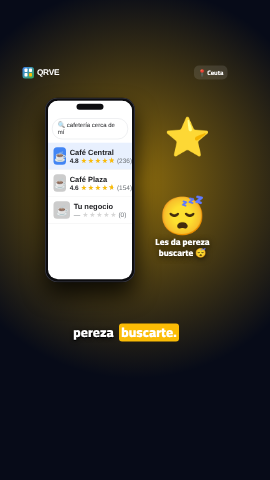 QRVE
📍 Ceuta
🔍 cafetería cerca de
mí
Café Central
4.8 ★★★★★ (236)
Café Plaza
4.6 ★★★★★ (154)
Tu negocio
— ★★★★★ (0)
Les da pereza
buscarte 😴
pereza buscarte.